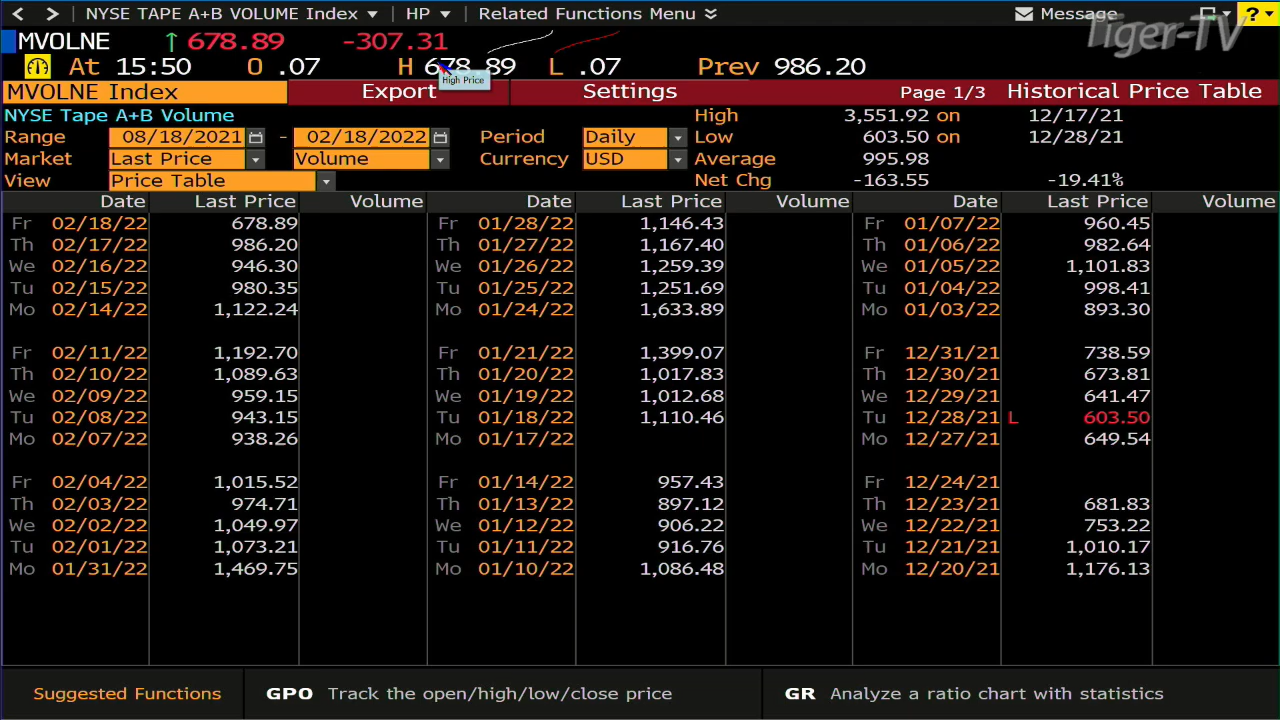 < > NYSE TAPE A+B VOLUME Index ▾ HP ▾ Related Functions Menu Message ? ▾
Tiger-TV
MVOLNE ↑ 678.89 -307.31
At 15:50 O .07 H 678.89 L .07 Prev 986.20
High Price
MVOLNE Index Export Settings Page 1/3 Historical Price Table
NYSE Tape A+B Volume High 3,551.92 on 12/17/21
Range 08/18/2021 - 02/18/2022 Period Daily Low 603.50 on 12/28/21
Market Last Price Volume Currency USD Average 995.98
View Price Table Net Chg -163.55 -19.41%
Date Last Price Volume Date Last Price Volume Date Last Price Volume
Fr 02/18/22 678.89 Fr 01/28/22 1,146.43 Fr 01/07/22 960.45
Th 02/17/22 986.20 Th 01/27/22 1,167.40 Th 01/06/22 982.64
We 02/16/22 946.30 We 01/26/22 1,259.39 We 01/05/22 1,101.83
Tu 02/15/22 980.35 Tu 01/25/22 1,251.69 Tu 01/04/22 998.41
Mo 02/14/22 1,122.24 Mo 01/24/22 1,633.89 Mo 01/03/22 893.30
Fr 02/11/22 1,192.70 Fr 01/21/22 1,399.07 Fr 12/31/21 738.59
Th 02/10/22 1,089.63 Th 01/20/22 1,017.83 Th 12/30/21 673.81
We 02/09/22 959.15 We 01/19/22 1,012.68 We 12/29/21 641.47
Tu 02/08/22 943.15 Tu 01/18/22 1,110.46 Tu 12/28/21 L 603.50
Mo 02/07/22 938.26 Mo 01/17/22 Mo 12/27/21 649.54
Fr 02/04/22 1,015.52 Fr 01/14/22 957.43 Fr 12/24/21
Th 02/03/22 974.71 Th 01/13/22 897.12 Th 12/23/21 681.83
We 02/02/22 1,049.97 We 01/12/22 906.22 We 12/22/21 753.22
Tu 02/01/22 1,073.21 Tu 01/11/22 916.76 Tu 12/21/21 1,010.17
Mo 01/31/22 1,469.75 Mo 01/10/22 1,086.48 Mo 12/20/21 1,176.13
Suggested Functions GPO Track the open/high/low/close price GR Analyze a ratio chart with statistics